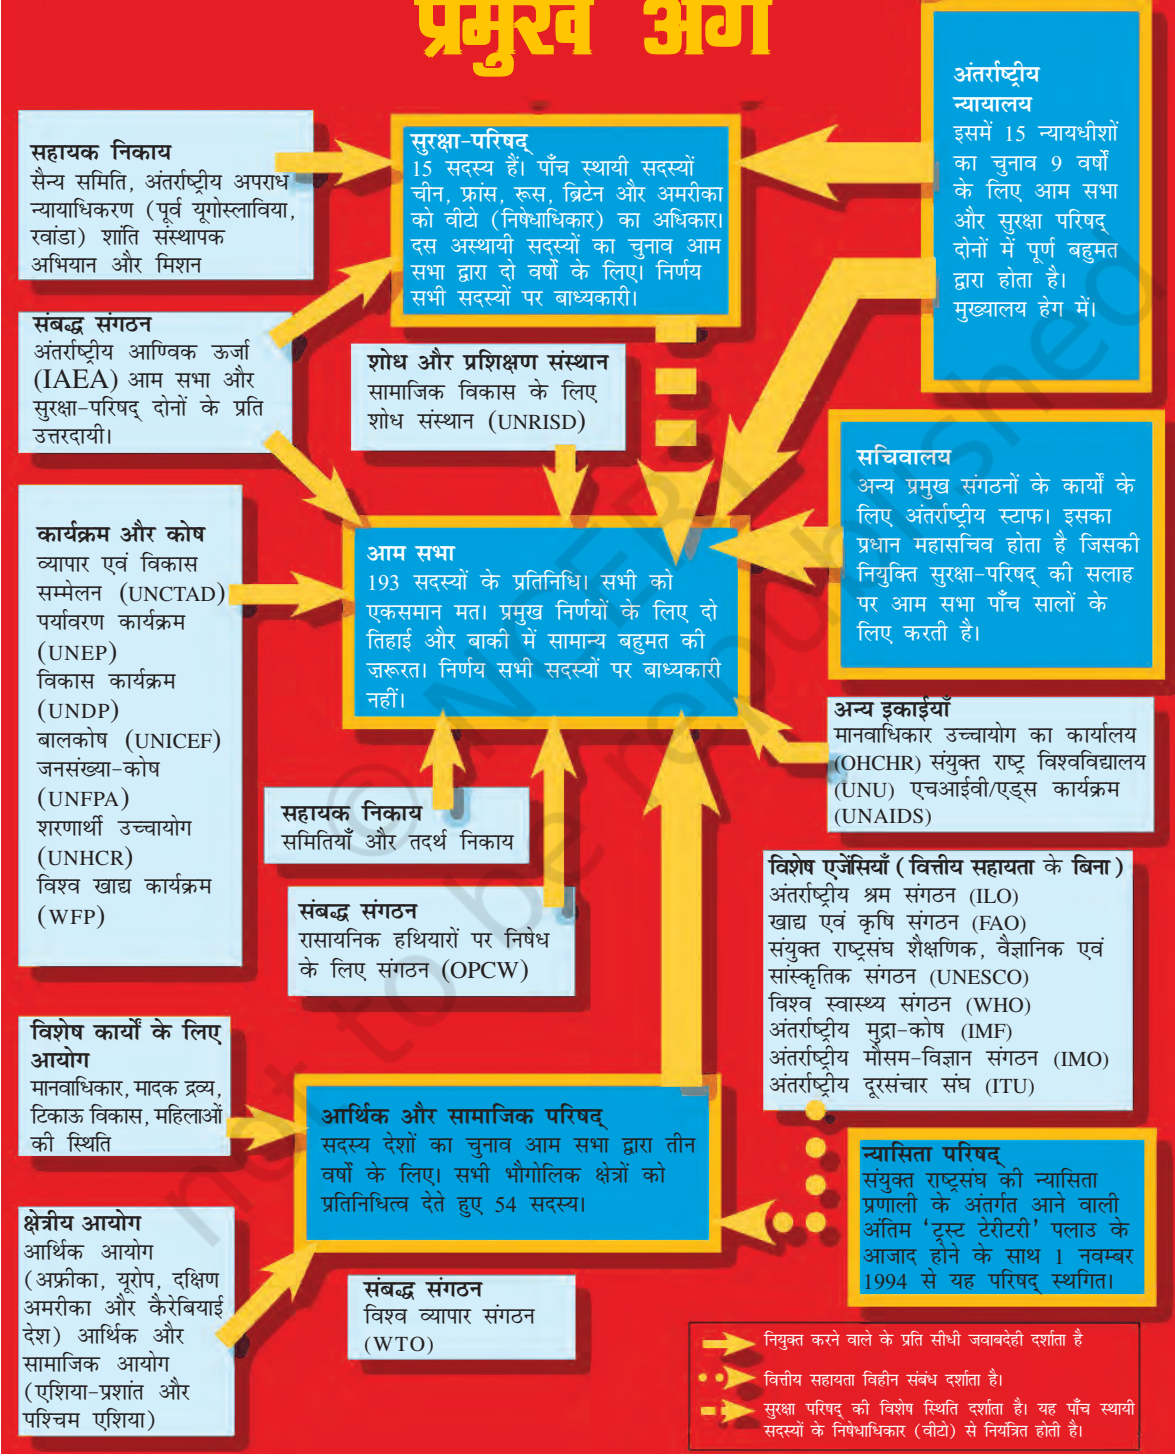 प्रमुख अंग
अंतर्राष्ट्रीय
न्यायालय
इसमें 15 न्यायधीशों
का चुनाव 9 वर्षों
के लिए आम सभा
और सुरक्षा परिषद्
दोनों में पूर्ण बहुमत
द्वारा होता है।
मुख्यालय हेग में।
सहायक निकाय
सैन्य समिति, अंतर्राष्ट्रीय अपराध
न्यायाधिकरण (पूर्व यूगोस्लाविया,
रवांडा) शांति संस्थापक
अभियान और मिशन
सुरक्षा-परिषद्
15 सदस्य हैं। पाँच स्थायी सदस्यों
चीन, फ्रांस, रूस, ब्रिटेन और अमरीका
को वीटो (निषेधाधिकार) का अधिकार।
दस अस्थायी सदस्यों का चुनाव आम
सभा द्वारा दो वर्षों के लिए। निर्णय
सभी सदस्यों पर बाध्यकारी।
संबद्ध संगठन
अंतर्राष्ट्रीय आण्विक ऊर्जा
(IAEA) आम सभा और
सुरक्षा-परिषद् दोनों के प्रति
उत्तरदायी।
शोध और प्रशिक्षण संस्थान
सामाजिक विकास के लिए
शोध संस्थान (UNRISD)
सचिवालय
अन्य प्रमुख संगठनों के कार्यों के
लिए अंतर्राष्ट्रीय स्टाफ। इसका
प्रधान महासचिव होता है जिसकी
नियुक्ति सुरक्षा-परिषद् की सलाह
पर आम सभा पाँच सालों के
लिए करती है।
कार्यक्रम और कोष
व्यापार एवं विकास
सम्मेलन (UNCTAD)
पर्यावरण कार्यक्रम
(UNEP)
विकास कार्यक्रम
(UNDP)
बालकोष (UNICEF)
जनसंख्या-कोष
(UNFPA)
शरणार्थी उच्चायोग
(UNHCR)
विश्व खाद्य कार्यक्रम
(WFP)
आम सभा
193 सदस्यों के प्रतिनिधि। सभी को
एकसमान मत। प्रमुख निर्णयों के लिए दो
तिहाई और बाकी में सामान्य बहुमत की
ज़रूरत। निर्णय सभी सदस्यों पर बाध्यकारी
नहीं।
अन्य इकाईयाँ
मानवाधिकार उच्चायोग का कार्यालय
(OHCHR) संयुक्त राष्ट्र विश्वविद्यालय
(UNU) एचआईवी/एड्स कार्यक्रम
(UNAIDS)
सहायक निकाय
समितियाँ और तदर्थ निकाय
संबद्ध संगठन
रासायनिक हथियारों पर निषेध
के लिए संगठन (OPCW)
विशेष एजेंसियाँ (वित्तीय सहायता के बिना)
अंतर्राष्ट्रीय श्रम संगठन (ILO)
खाद्य एवं कृषि संगठन (FAO)
संयुक्त राष्ट्रसंघ शैक्षणिक, वैज्ञानिक एवं
सांस्कृतिक संगठन (UNESCO)
विश्व स्वास्थ्य संगठन (WHO)
अंतर्राष्ट्रीय मुद्रा-कोष (IMF)
अंतर्राष्ट्रीय मौसम-विज्ञान संगठन (IMO)
अंतर्राष्ट्रीय दूरसंचार संघ (ITU)
विशेष कार्यों के लिए
आयोग
मानवाधिकार, मादक द्रव्य,
टिकाऊ विकास, महिलाओं
की स्थिति
आर्थिक और सामाजिक परिषद्
सदस्य देशों का चुनाव आम सभा द्वारा तीन
वर्षों के लिए। सभी भौगोलिक क्षेत्रों को
प्रतिनिधित्व देते हुए 54 सदस्य।
न्यासिता परिषद्
संयुक्त राष्ट्रसंघ की न्यासिता
प्रणाली के अंतर्गत आने वाली
अंतिम ‘ट्रस्ट टेरीटरी’ पलाउ के
आजाद होने के साथ 1 नवम्बर
1994 से यह परिषद् स्थगित।
क्षेत्रीय आयोग
आर्थिक आयोग
(अफ्रीका, यूरोप, दक्षिण
अमरीका और कैरेबियाई
देश) आर्थिक और
सामाजिक आयोग
(एशिया-प्रशांत और
पश्चिम एशिया)
संबद्ध संगठन
विश्व व्यापार संगठन
(WTO)
नियुक्त करने वाले के प्रति सीधी जवाबदेही दर्शाता है
वित्तीय सहायता विहीन संबंध दर्शाता है।
सुरक्षा परिषद् की विशेष स्थिति दर्शाता है। यह पाँच स्थायी
सदस्यों के निषेधाधिकार (वीटो) से नियंत्रित होती है।
© NCERT
not to be republished